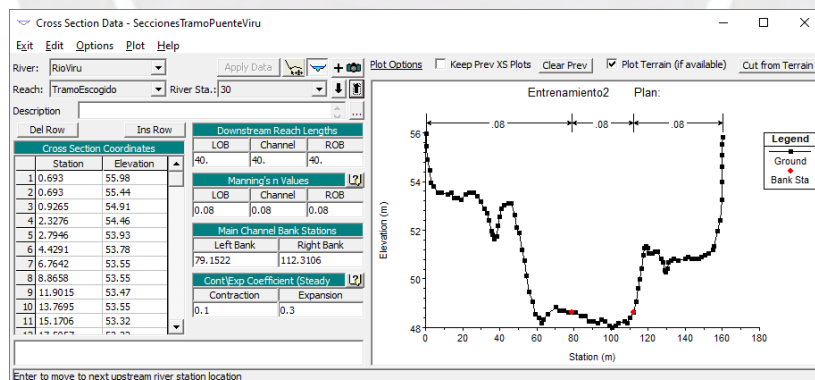 Cross Section Data - SeccionesTramoPuenteViru
Exit Edit Options Plot Help
River: RioViru Apply Data
Reach: TramoEscogido River Sta.: 30
Description ...
Del Row Ins Row
Cross Section Coordinates
Station Elevation
1 0.693 55.98
2 0.693 55.44
3 0.9265 54.91
4 2.3276 54.46
5 2.7946 53.93
6 4.4291 53.78
7 6.7642 53.55
8 8.8658 53.55
9 11.9015 53.47
10 13.7695 53.55
11 15.1706 53.32
Downstream Reach Lengths
LOB Channel ROB
40. 40. 40.
Manning's n Values
LOB Channel ROB
0.08 0.08 0.08
Main Channel Bank Stations
Left Bank Right Bank
79.1522 112.3106
Cont\Exp Coefficient (Steady
Contraction Expansion
0.1 0.3
Plot Options Keep Prev XS Plots Clear Prev Plot Terrain (if available) Cut from Terrain
Entrenamiento2 Plan:
.08 .08 .08
56
54
52
50
48
Elevation (m)
0 20 40 60 80 100 120 140 160 180
Station (m)
Legend
Ground
Bank Sta
Enter to move to next upstream river station location